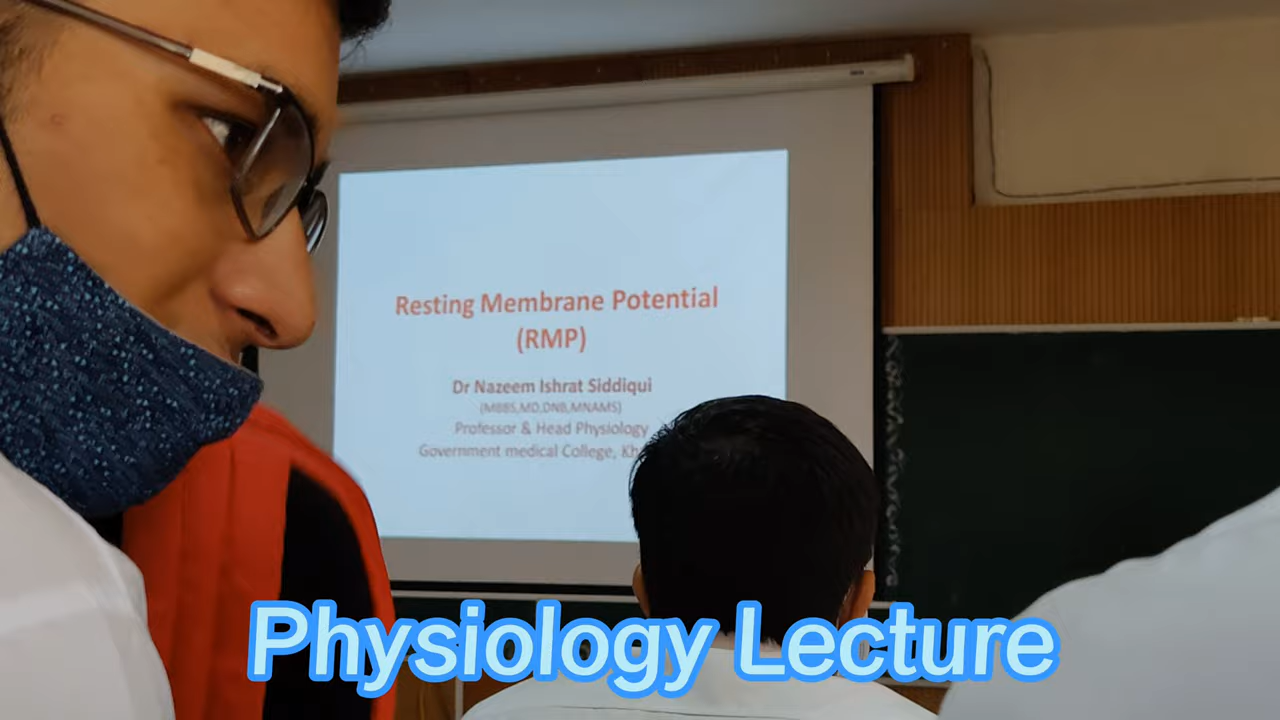 Resting Membrane Potential
(RMP)
Dr Nazeem Ishrat Siddiqui
(MBBS,MD,DNB,MNAMS)
Professor & Head Physiology
Government medical College,
Physiology Lecture